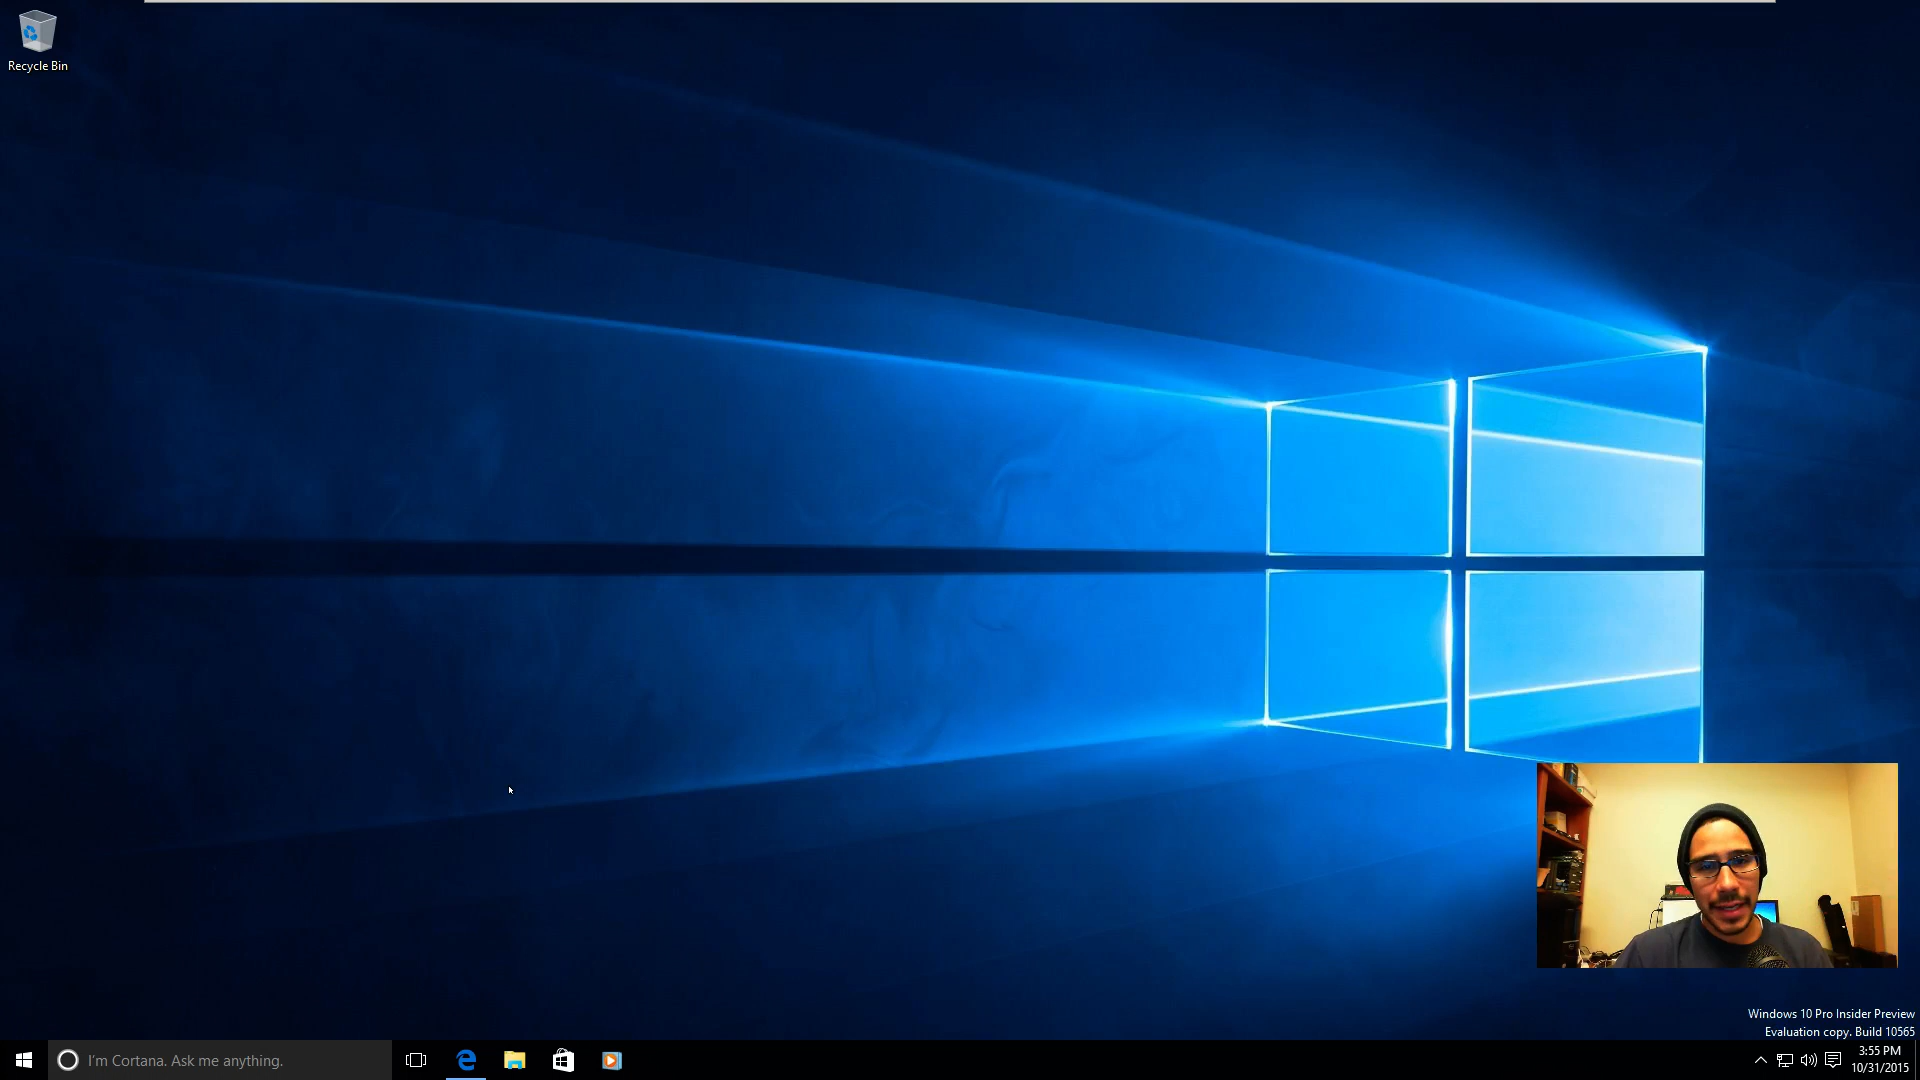 Recycle Bin
Windows 10 Pro Insider Preview
Evaluation copy. Build 10565
I'm Cortana. Ask me anything.
3:55 PM
10/31/2015